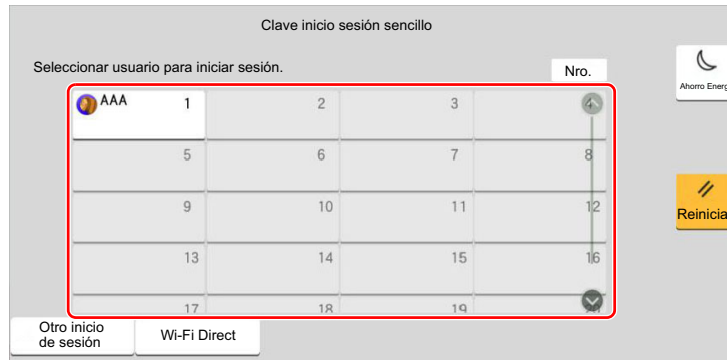 Clave inicio sesión sencillo
Seleccionar usuario para iniciar sesión.
Nro.
Ahorro Energ
AAA 1 2 3 4
5 6 7 8
9 10 11 12
Reinicia
13 14 15 16
17 18 19 20
Otro inicio
de sesión
Wi-Fi Direct